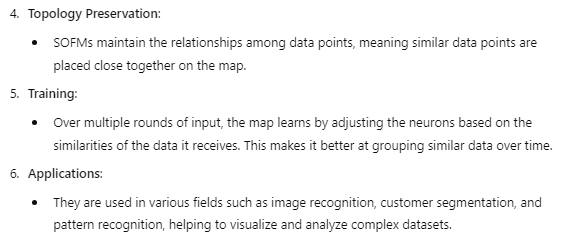 4. Topology Preservation:
• SOFMs maintain the relationships among data points, meaning similar data points are
placed close together on the map.
5. Training:
• Over multiple rounds of input, the map learns by adjusting the neurons based on the
similarities of the data it receives. This makes it better at grouping similar data over time.
6. Applications:
• They are used in various fields such as image recognition, customer segmentation, and
pattern recognition, helping to visualize and analyze complex datasets.